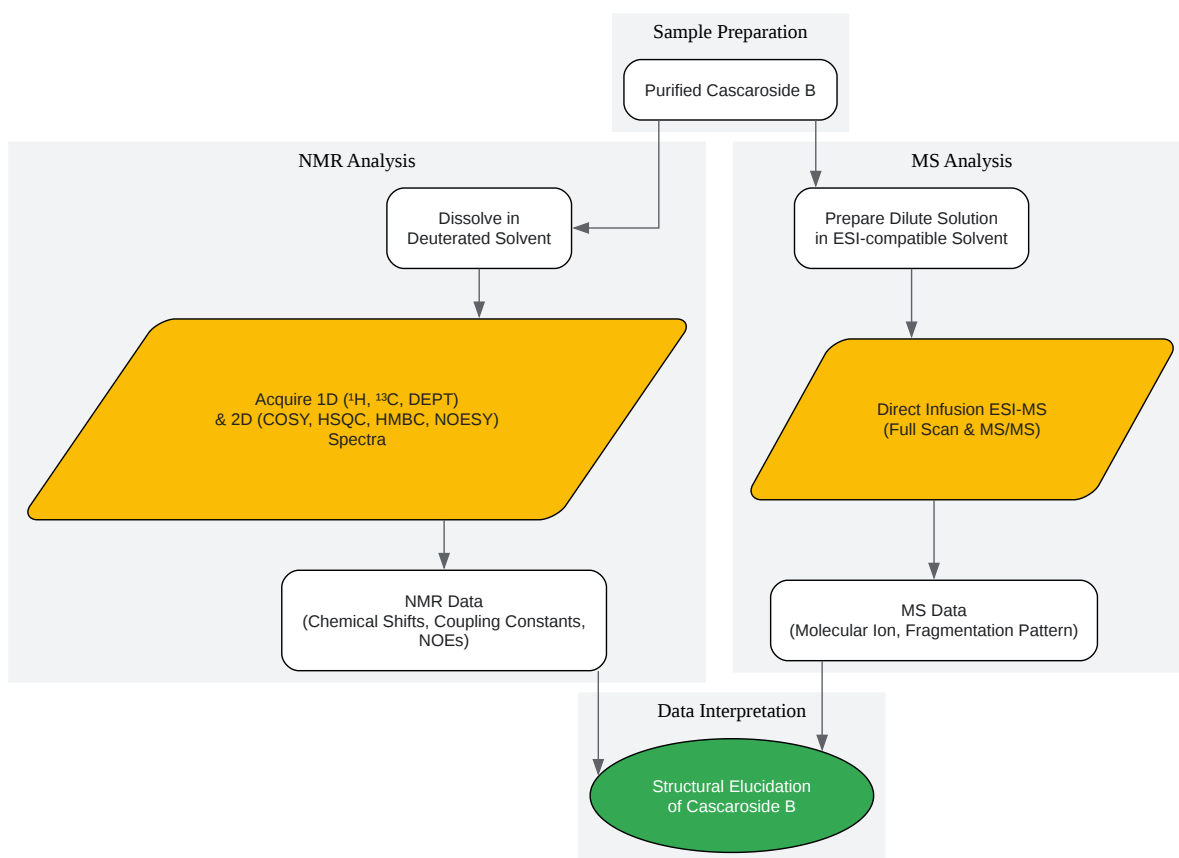 Sample Preparation
Purified Cascaroside B
NMR Analysis
Dissolve in
Deuterated Solvent
Acquire 1D (¹H, ¹³C, DEPT)
& 2D (COSY, HSQC, HMBC, NOESY)
Spectra
NMR Data
(Chemical Shifts, Coupling Constants,
NOEs)
MS Analysis
Prepare Dilute Solution
in ESI-compatible Solvent
Direct Infusion ESI-MS
(Full Scan & MS/MS)
MS Data
(Molecular Ion, Fragmentation Pattern)
Data Interpretation
Structural Elucidation
of Cascaroside B